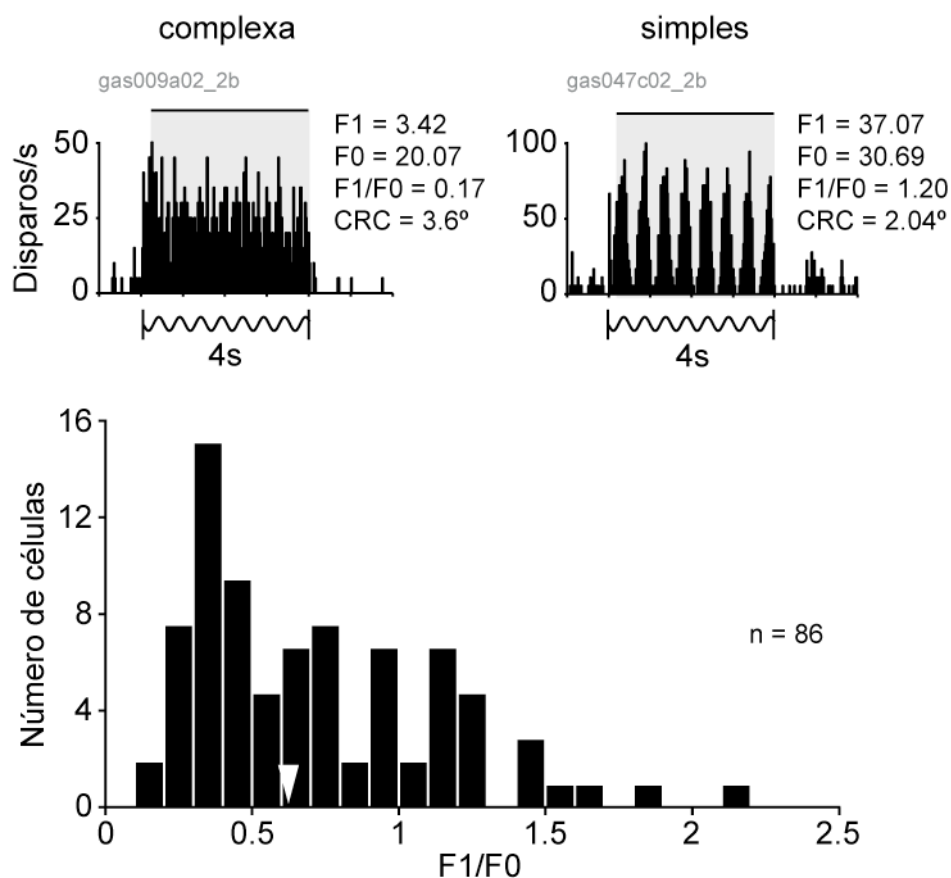 complexa
gas009a02_2b
F1 = 3.42
F0 = 20.07
F1/F0 = 0.17
CRC = 3.6º
Disparos/s
50
25
0
4s
simples
gas047c02_2b
F1 = 37.07
F0 = 30.69
F1/F0 = 1.20
CRC = 2.04º
100
50
0
4s
Número de células
16
12
8
4
0
n = 86
0
0.5
1
1.5
2
2.5
F1/F0